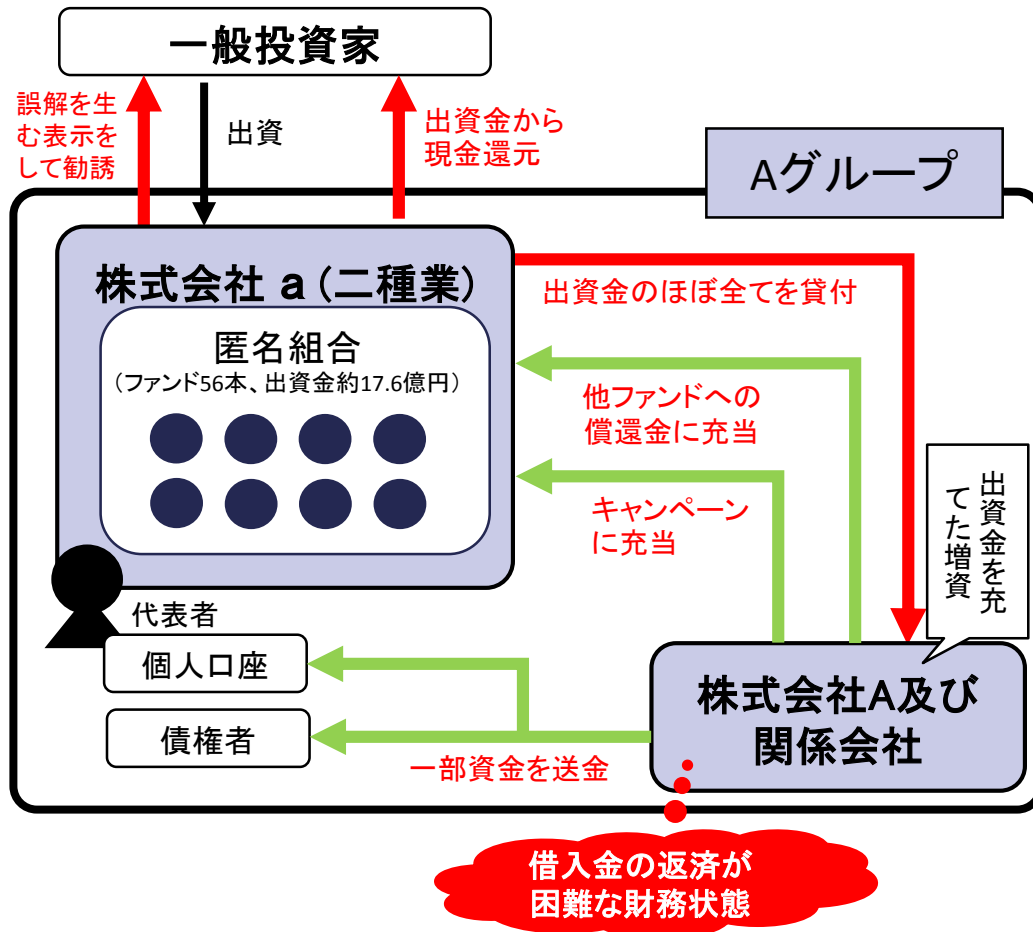 一般投資家
誤解を生
む表示を
して勧誘
出資
出資金から
現金還元
Aグループ
株式会社 a (二種業)
匿名組合
（ファンド56本、出資金約17.6億円）
出資金のほぼ全てを貸付
他ファンドへの
償還金に充当
キャンペーン
に充当
出資金を充
てた増資
代表者
個人口座
債権者
一部資金を送金
株式会社A及び
関係会社
借入金の返済が
困難な財務状態